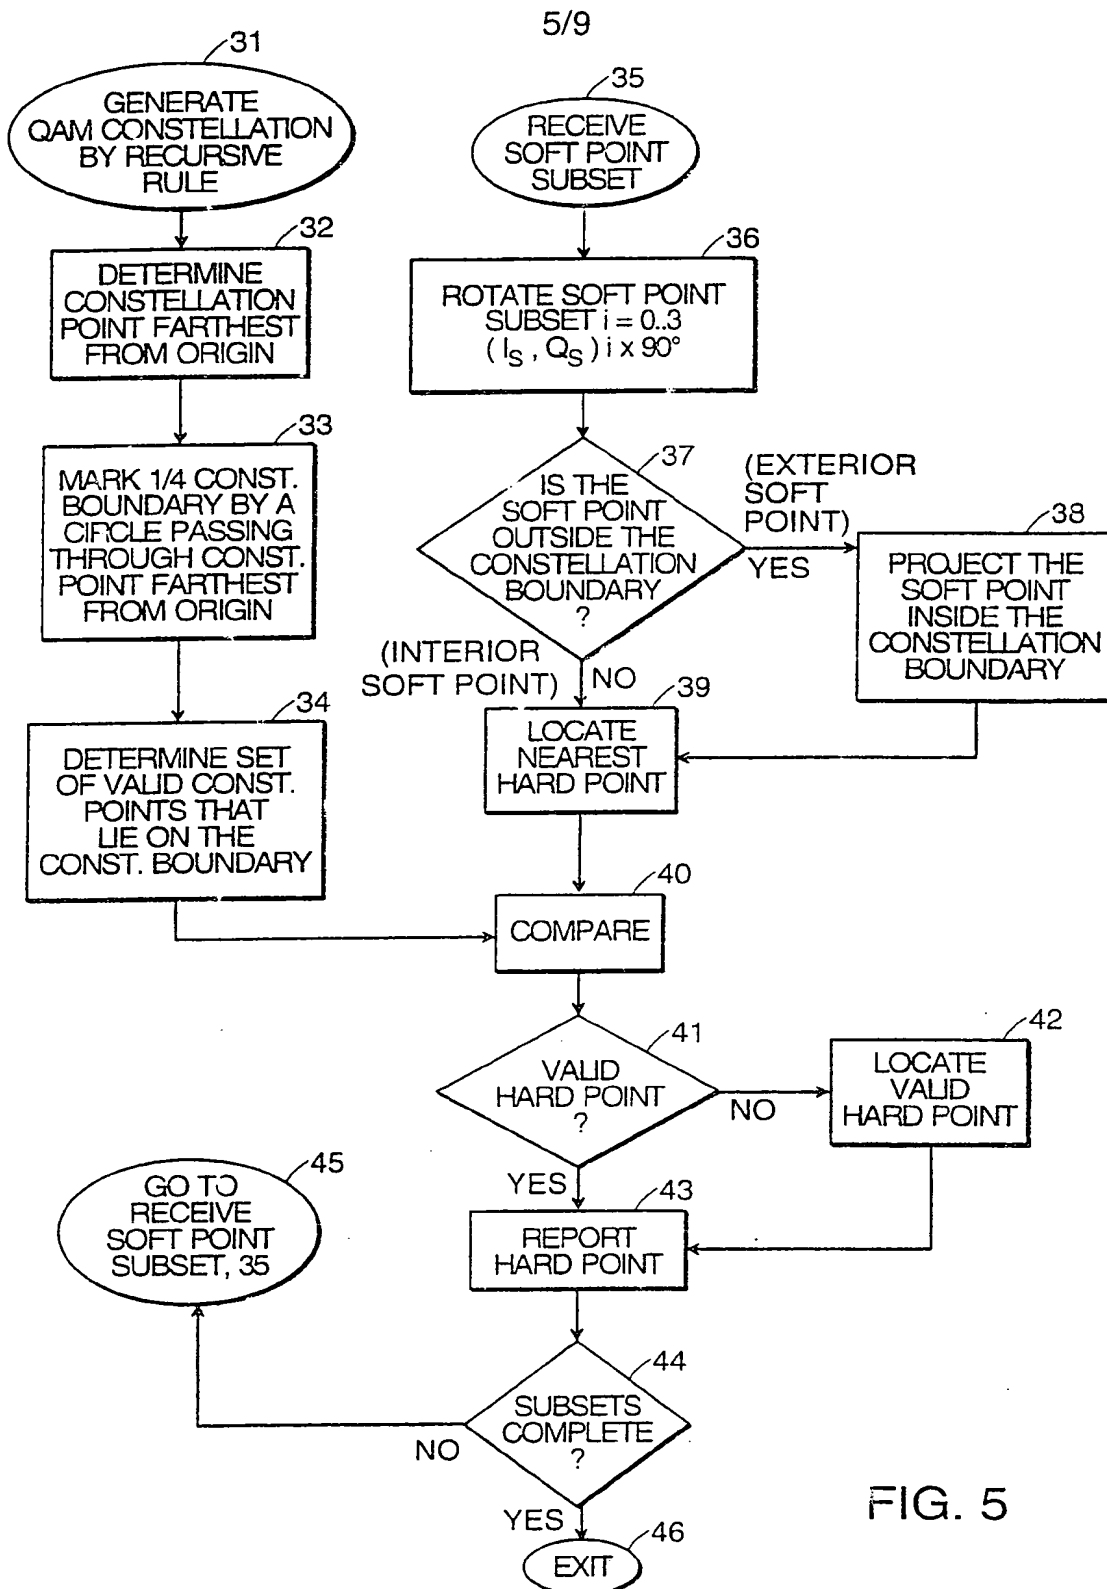 5/9
31
GENERATE
QAM CONSTELLATION
BY RECURSIVE
RULE
32
DETERMINE
CONSTELLATION
POINT FARTHEST
FROM ORIGIN
33
MARK 1/4 CONST.
BOUNDARY BY A
CIRCLE PASSING
THROUGH CONST.
POINT FARTHEST
FROM ORIGIN
34
DETERMINE SET
OF VALID CONST.
POINTS THAT
LIE ON THE
CONST. BOUNDARY
35
RECEIVE
SOFT POINT
SUBSET
36
ROTATE SOFT POINT
SUBSET i = 0..3
( I_S , Q_S ) i x 90°
37
IS THE
SOFT POINT
OUTSIDE THE
CONSTELLATION
BOUNDARY
?
(EXTERIOR
SOFT
POINT)
YES
38
PROJECT THE
SOFT POINT
INSIDE THE
CONSTELLATION
BOUNDARY
(INTERIOR
SOFT POINT)
NO
39
LOCATE
NEAREST
HARD POINT
40
COMPARE
41
VALID
HARD POINT
?
NO
42
LOCATE
VALID
HARD POINT
YES
43
REPORT
HARD POINT
44
SUBSETS
COMPLETE
?
NO
45
GO TO
RECEIVE
SOFT POINT
SUBSET, 35
YES
46
EXIT
FIG. 5